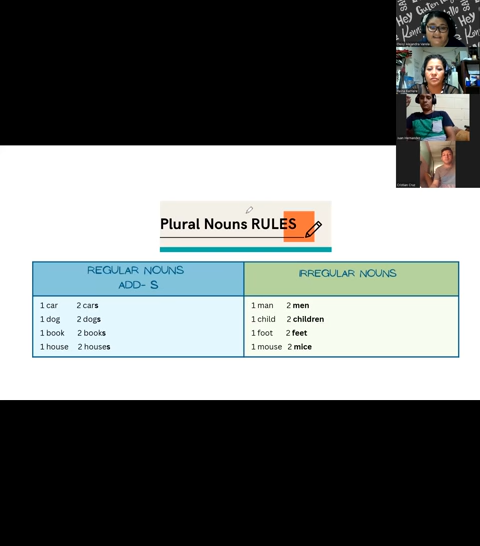 Hey
Plural Nouns RULES
REGULAR NOUNS
ADD- S
IRREGULAR NOUNS
1 car 2 cars
1 dog 2 dogs
1 book 2 books
1 house 2 houses
1 man 2 men
1 child 2 children
1 foot 2 feet
1 mouse 2 mice